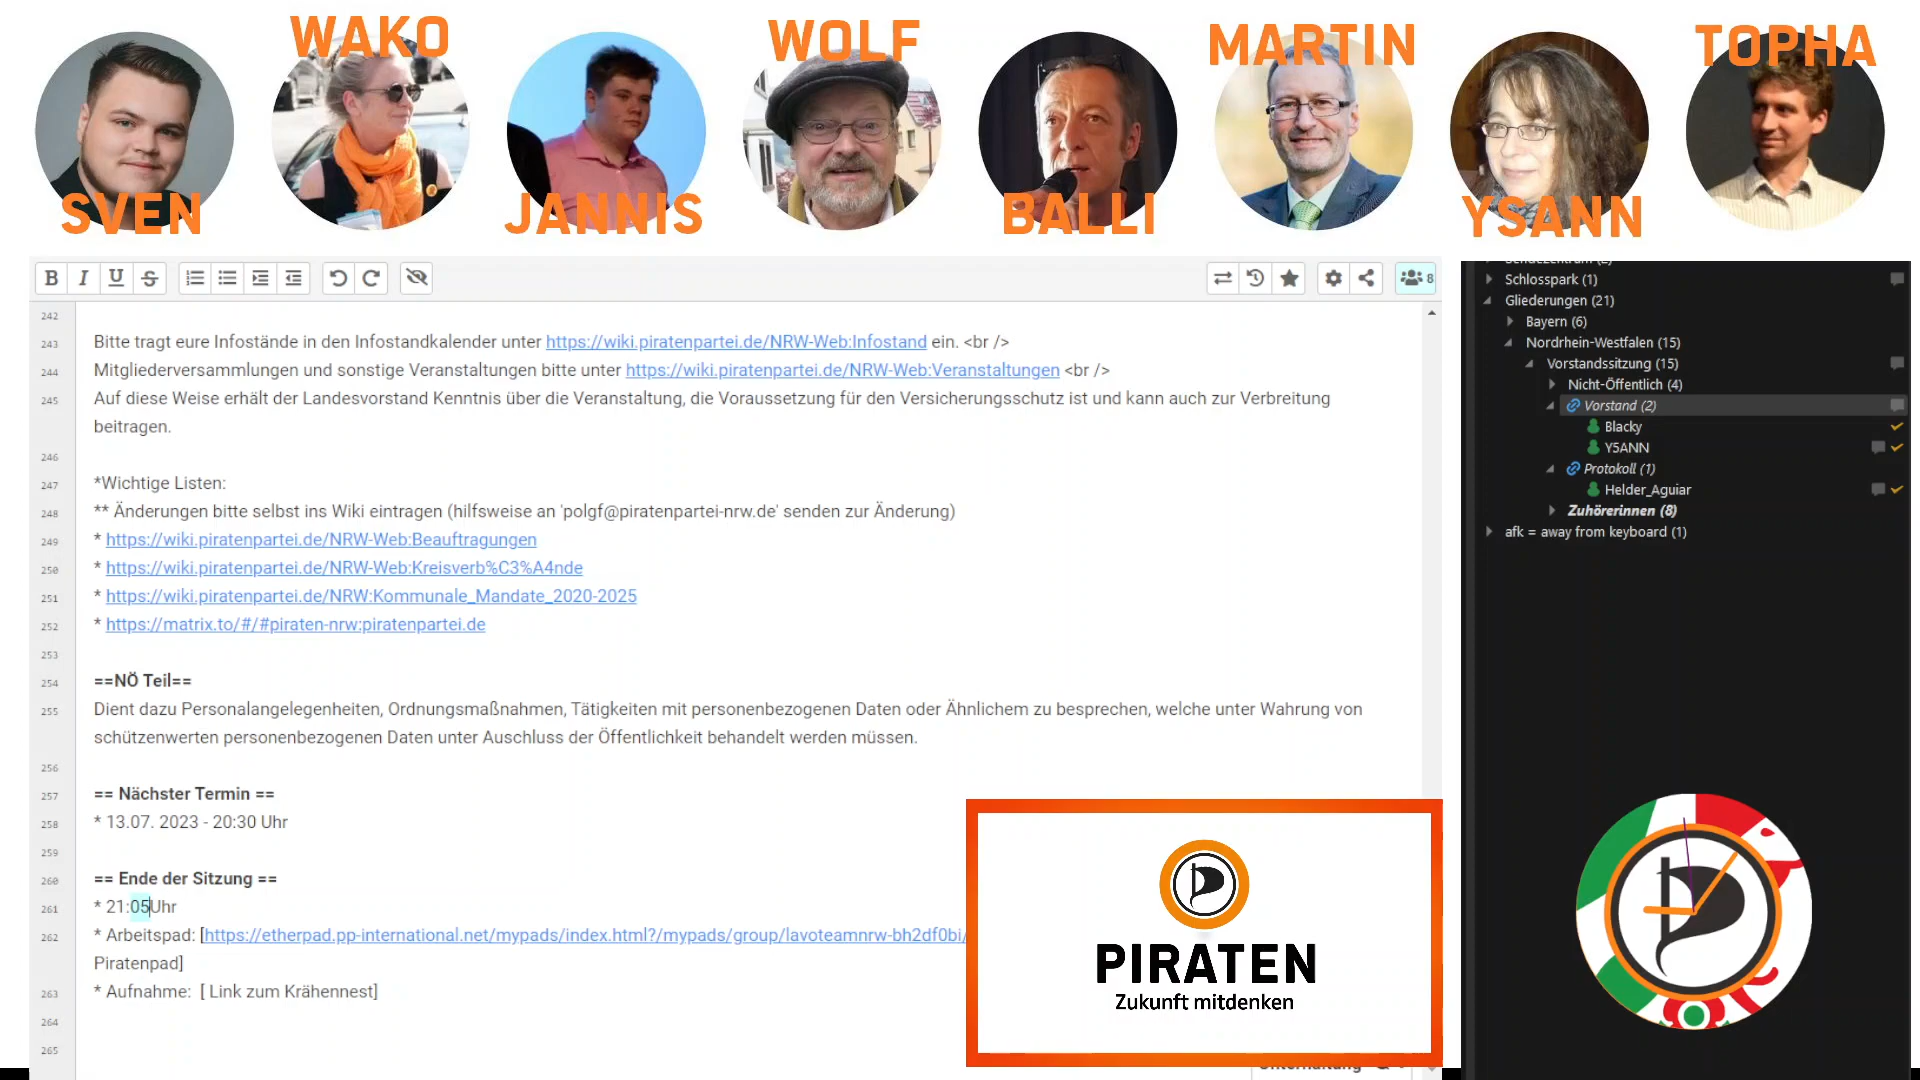 WAKO
WOLF
MARTIN
TOPHA
SVEN
JANNIS
BALLI
YSANN
B I U S
8
242
243 Bitte tragt eure Infostände in den Infostandkalender unter https://wiki.piratenpartei.de/NRW-Web:Infostand ein. <br />
244 Mitgliederversammlungen und sonstige Veranstaltungen bitte unter https://wiki.piratenpartei.de/NRW-Web:Veranstaltungen <br />
245 Auf diese Weise erhält der Landesvorstand Kenntnis über die Veranstaltung, die Voraussetzung für den Versicherungsschutz ist und kann auch zur Verbreitung
beitragen.
246
247 *Wichtige Listen:
248 ** Änderungen bitte selbst ins Wiki eintragen (hilfsweise an 'polgf@piratenpartei-nrw.de' senden zur Änderung)
249 * https://wiki.piratenpartei.de/NRW-Web:Beauftragungen
250 * https://wiki.piratenpartei.de/NRW-Web:Kreisverb%C3%A4nde
251 * https://wiki.piratenpartei.de/NRW:Kommunale_Mandate_2020-2025
252 * https://matrix.to/#/#piraten-nrw:piratenpartei.de
253
254 ==NÖ Teil==
255 Dient dazu Personalangelegenheiten, Ordnungsmaßnahmen, Tätigkeiten mit personenbezogenen Daten oder Ähnlichem zu besprechen, welche unter Wahrung von
schützenwerten personenbezogenen Daten unter Auschluss der Öffentlichkeit behandelt werden müssen.
256
257 == Nächster Termin ==
258 * 13.07. 2023 - 20:30 Uhr
259
260 == Ende der Sitzung ==
261 * 21:05Uhr
262 * Arbeitspad: [https://etherpad.pp-international.net/mypads/index.html?/mypads/group/lavoteamnrw-bh2df0bi/
Piratenpad]
263 * Aufnahme: [ Link zum Krähennest]
264
265
Unterhaltung
PIRATEN
Zukunft mitdenken
Sendezentrum (2)
Schlosspark (1)
Gliederungen (21)
Bayern (6)
Nordrhein-Westfalen (15)
Vorstandssitzung (15)
Nicht-Öffentlich (4)
Vorstand (2)
Blacky
Y5ANN
Protokoll (1)
Helder_Aguiar
Zuhörerinnen (8)
afk = away from keyboard (1)